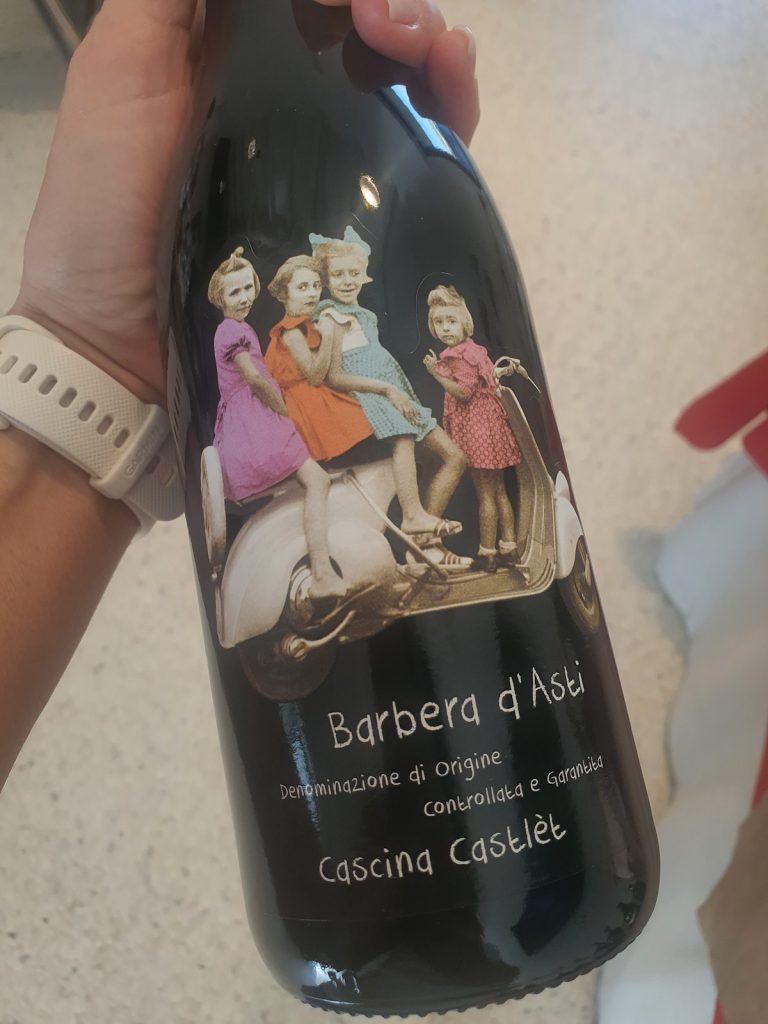 Barbera d'Asti
Denominazione di Origine
Controllata e Garantita
Cascina Castlèt